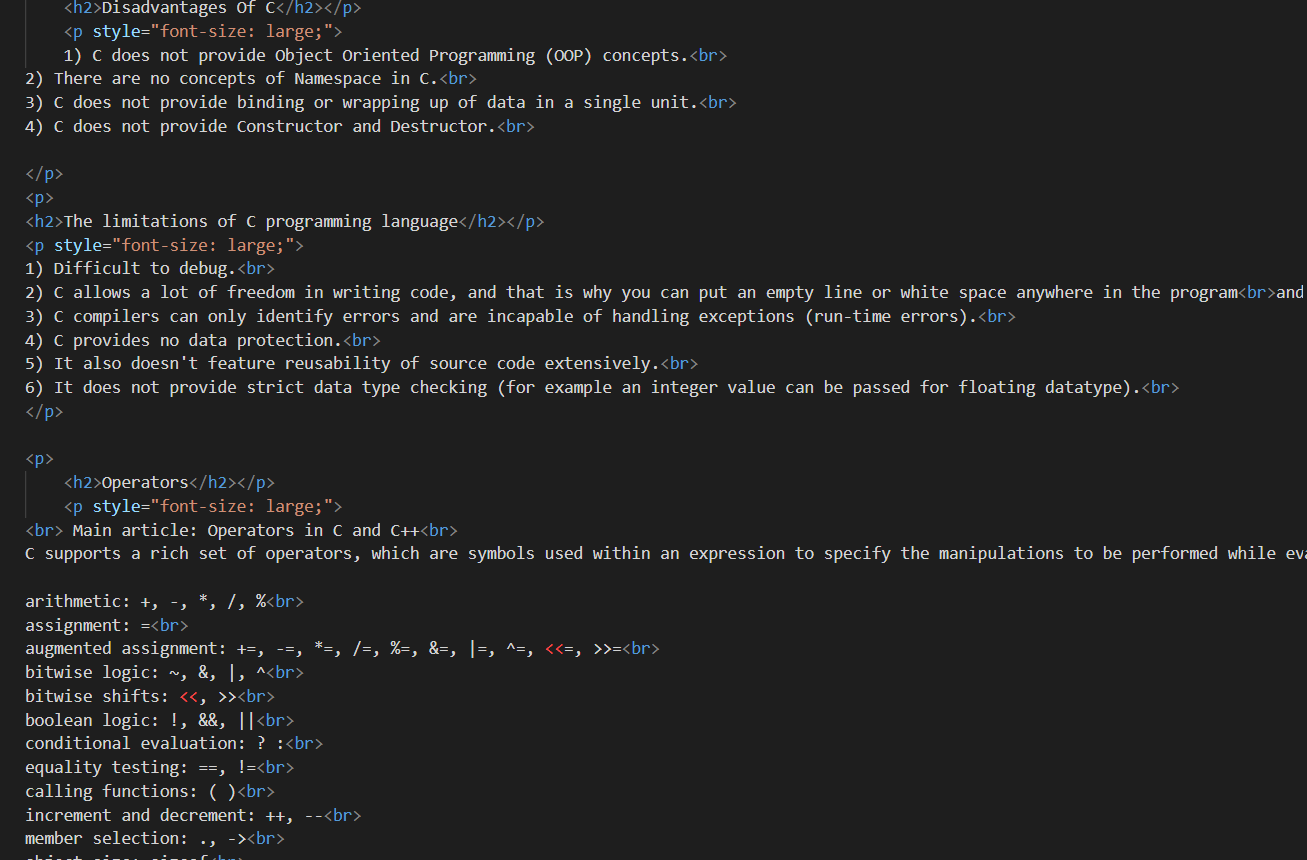 <h2>Disadvantages Of C</h2></p>
<p style="font-size: large;">
1) C does not provide Object Oriented Programming (OOP) concepts.<br>
2) There are no concepts of Namespace in C.<br>
3) C does not provide binding or wrapping up of data in a single unit.<br>
4) C does not provide Constructor and Destructor.<br>
</p>
<p>
<h2>The limitations of C programming language</h2></p>
<p style="font-size: large;">
1) Difficult to debug.<br>
2) C allows a lot of freedom in writing code, and that is why you can put an empty line or white space anywhere in the program<br>and
3) C compilers can only identify errors and are incapable of handling exceptions (run-time errors).<br>
4) C provides no data protection.<br>
5) It also doesn't feature reusability of source code extensively.<br>
6) It does not provide strict data type checking (for example an integer value can be passed for floating datatype).<br>
</p>
<p>
<h2>Operators</h2></p>
<p style="font-size: large;">
<br> Main article: Operators in C and C++<br>
C supports a rich set of operators, which are symbols used within an expression to specify the manipulations to be performed while
arithmetic: +, -, *, /, %<br>
assignment: =<br>
augmented assignment: +=, -=, *=, /=, %=, &=, |=, ^=, <<=, >>=<br>
bitwise logic: ~, &, |, ^<br>
bitwise shifts: <<, >><br>
boolean logic: !, &&, ||<br>
conditional evaluation: ? :<br>
equality testing: ==, !=<br>
calling functions: ( )<br>
increment and decrement: ++, --<br>
member selection: ., -><br>